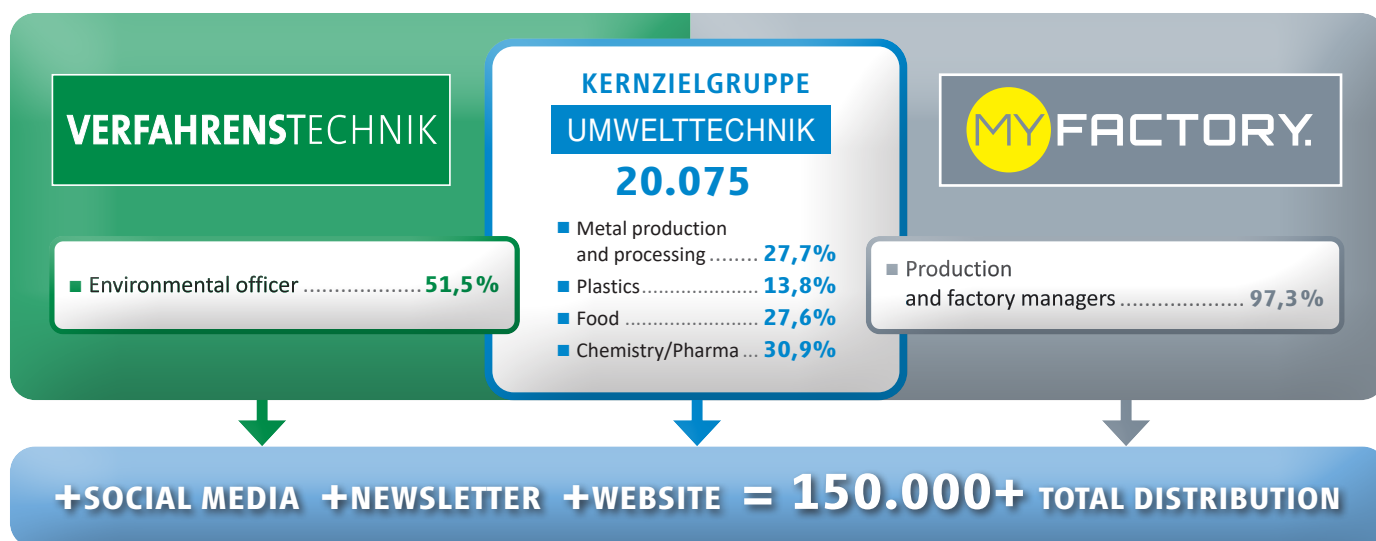 VERFAHRENSTECHNIK
■ Environmental officer .................... 51,5%
KERNZIELGRUPPE
UMWELTTECHNIK
20.075
■ Metal production
and processing ........ 27,7%
■ Plastics ................... 13,8%
■ Food ...................... 27,6%
■ Chemistry/Pharma ... 30,9%
MY FACTORY.
■ Production
and factory managers ..................... 97,3%
+SOCIAL MEDIA +NEWSLETTER +WEBSITE = 150.000+ TOTAL DISTRIBUTION